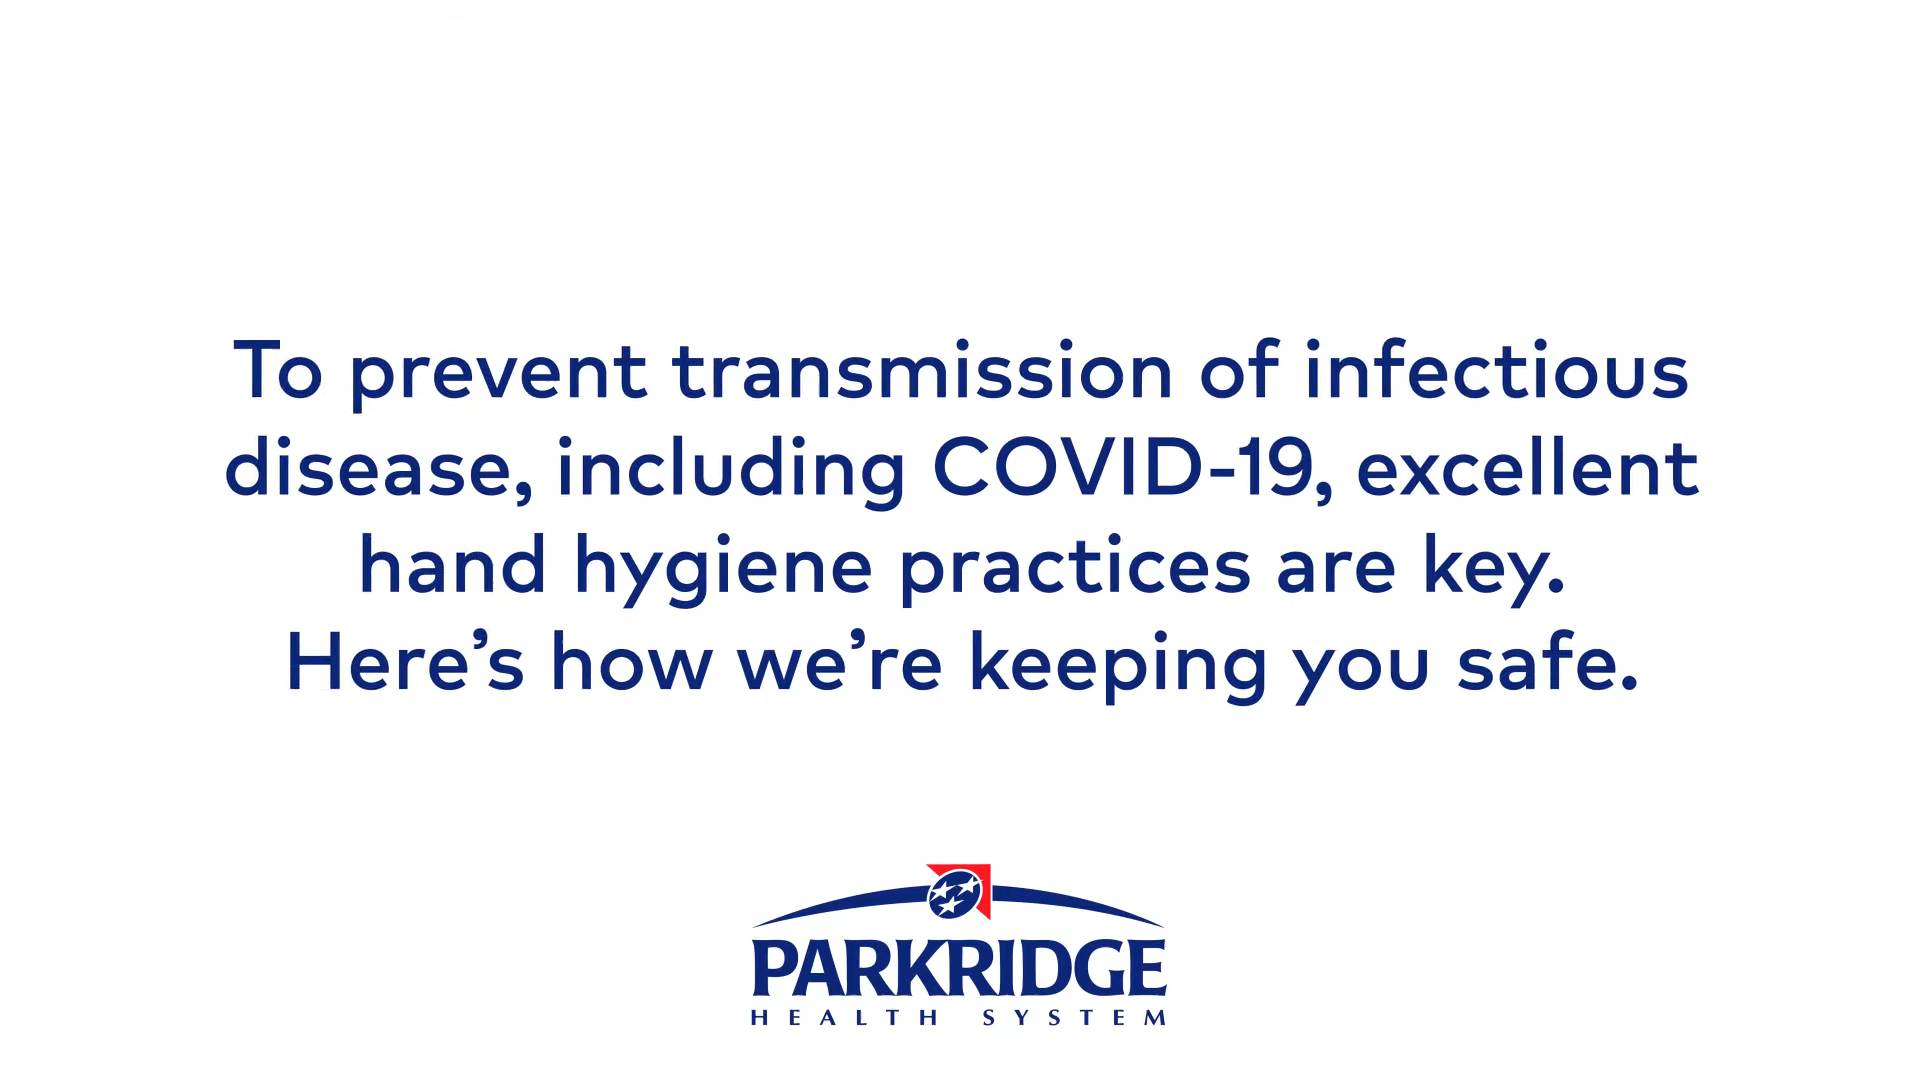 To prevent transmission of infectious
disease, including COVID-19, excellent
hand hygiene practices are key.
Here’s how we’re keeping you safe.
PARKRIDGE
HEALTH SYSTEM